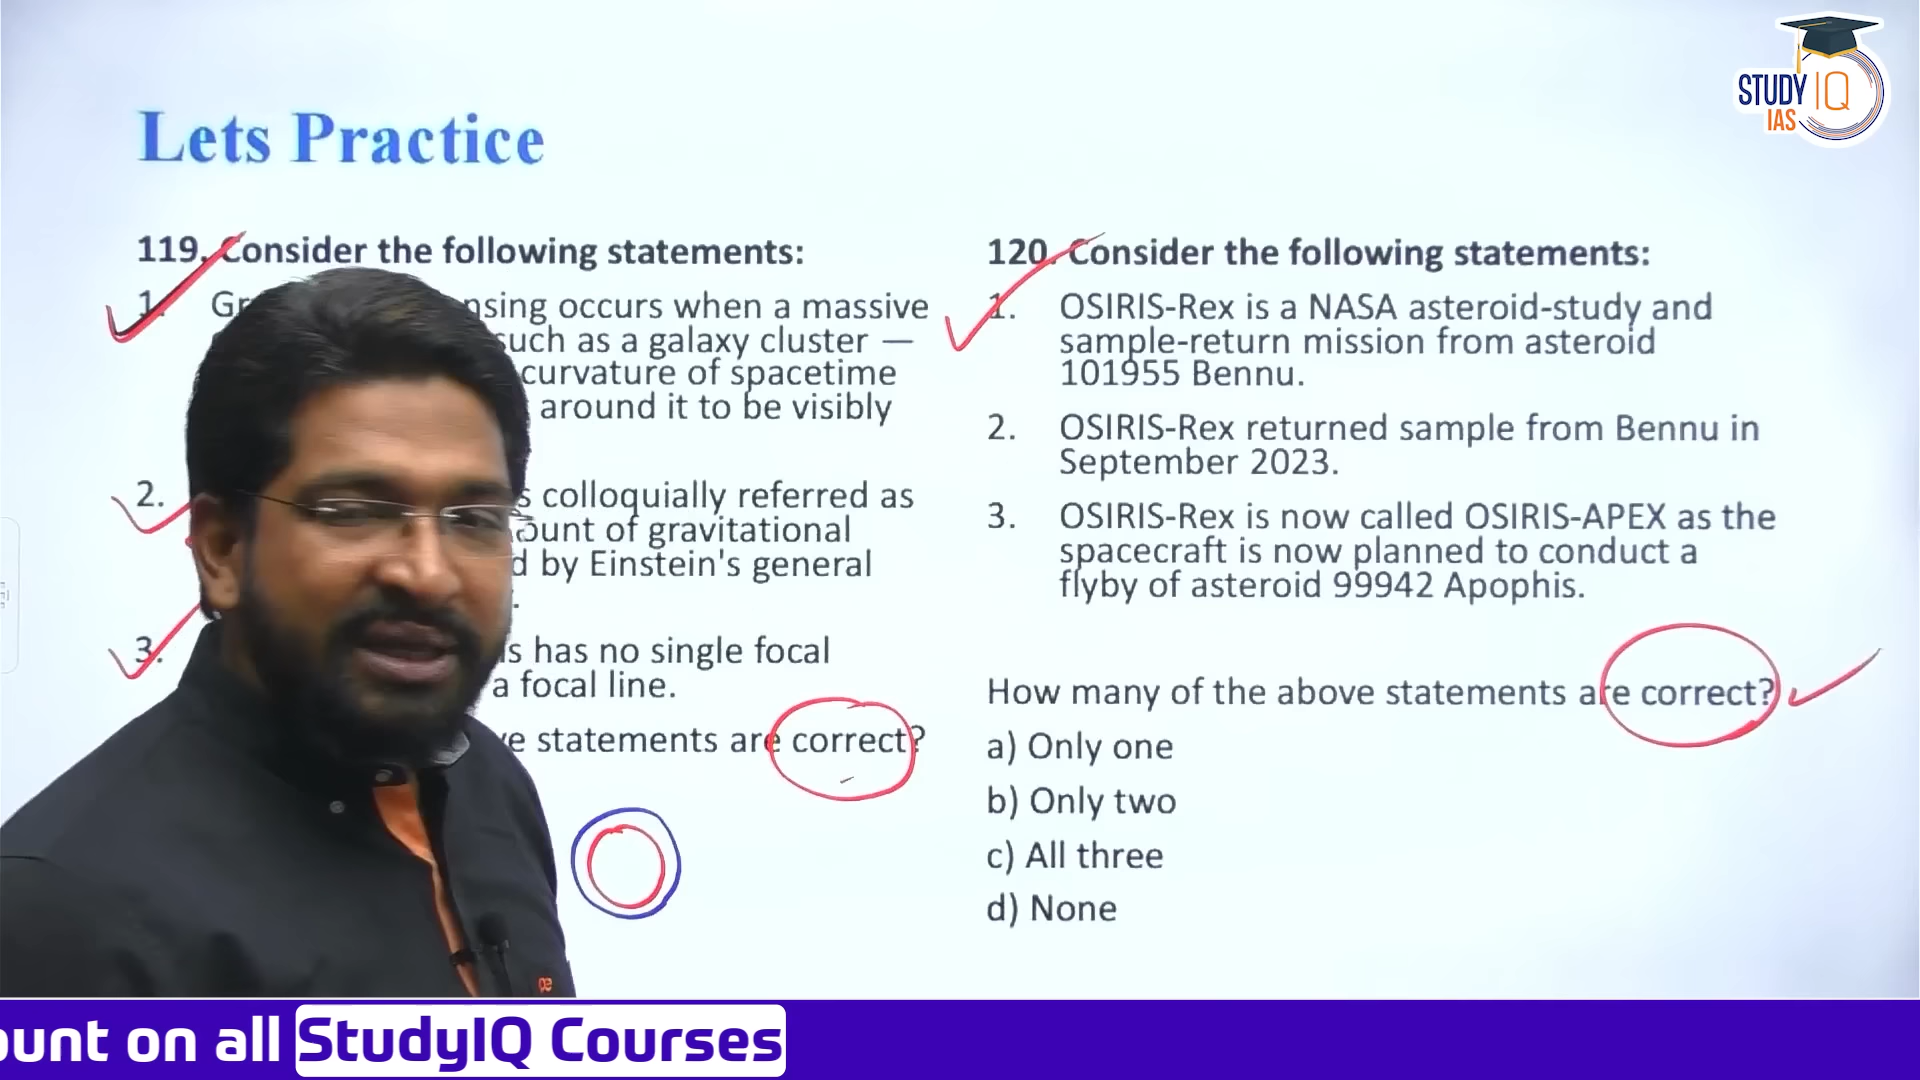 STUDY IQ
IAS
Lets Practice
119. Consider the following statements:
1. occurs when a massive
such as a galaxy cluster —
curvature of spacetime
around it to be visibly
2. colloquially referred as
of gravitational
by Einstein's general
3. has no single focal
a focal line.
statements are correct?
120. Consider the following statements:
1. OSIRIS-Rex is a NASA asteroid-study and
sample-return mission from asteroid
101955 Bennu.
2. OSIRIS-Rex returned sample from Bennu in
September 2023.
3. OSIRIS-Rex is now called OSIRIS-APEX as the
spacecraft is now planned to conduct a
flyby of asteroid 99942 Apophis.
How many of the above statements are correct?
a) Only one
b) Only two
c) All three
d) None
on all StudyIQ Courses